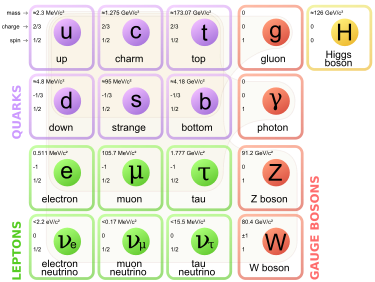 mass → ≈2.3 MeV/c² ≈1.275 GeV/c² ≈173.07 GeV/c² 0 ≈126 GeV/c²
charge → 2/3 2/3 2/3 0 0
spin → 1/2 1/2 1/2 1 0
u c t g H
up charm top gluon Higgs boson
≈4.8 MeV/c² ≈95 MeV/c² ≈4.18 GeV/c² 0
-1/3 -1/3 -1/3 0
1/2 1/2 1/2 1
d s b γ
down strange bottom photon
QUARKS
0.511 MeV/c² 105.7 MeV/c² 1.777 GeV/c² 91.2 GeV/c²
-1 -1 -1 0
1/2 1/2 1/2 1
e μ τ Z
electron muon tau Z boson
<2.2 eV/c² <0.17 MeV/c² <15.5 MeV/c² 80.4 GeV/c²
0 0 0 ±1
1/2 1/2 1/2 1
νe νμ ντ W
electron neutrino muon neutrino tau neutrino W boson
LEPTONS
GAUGE BOSONS